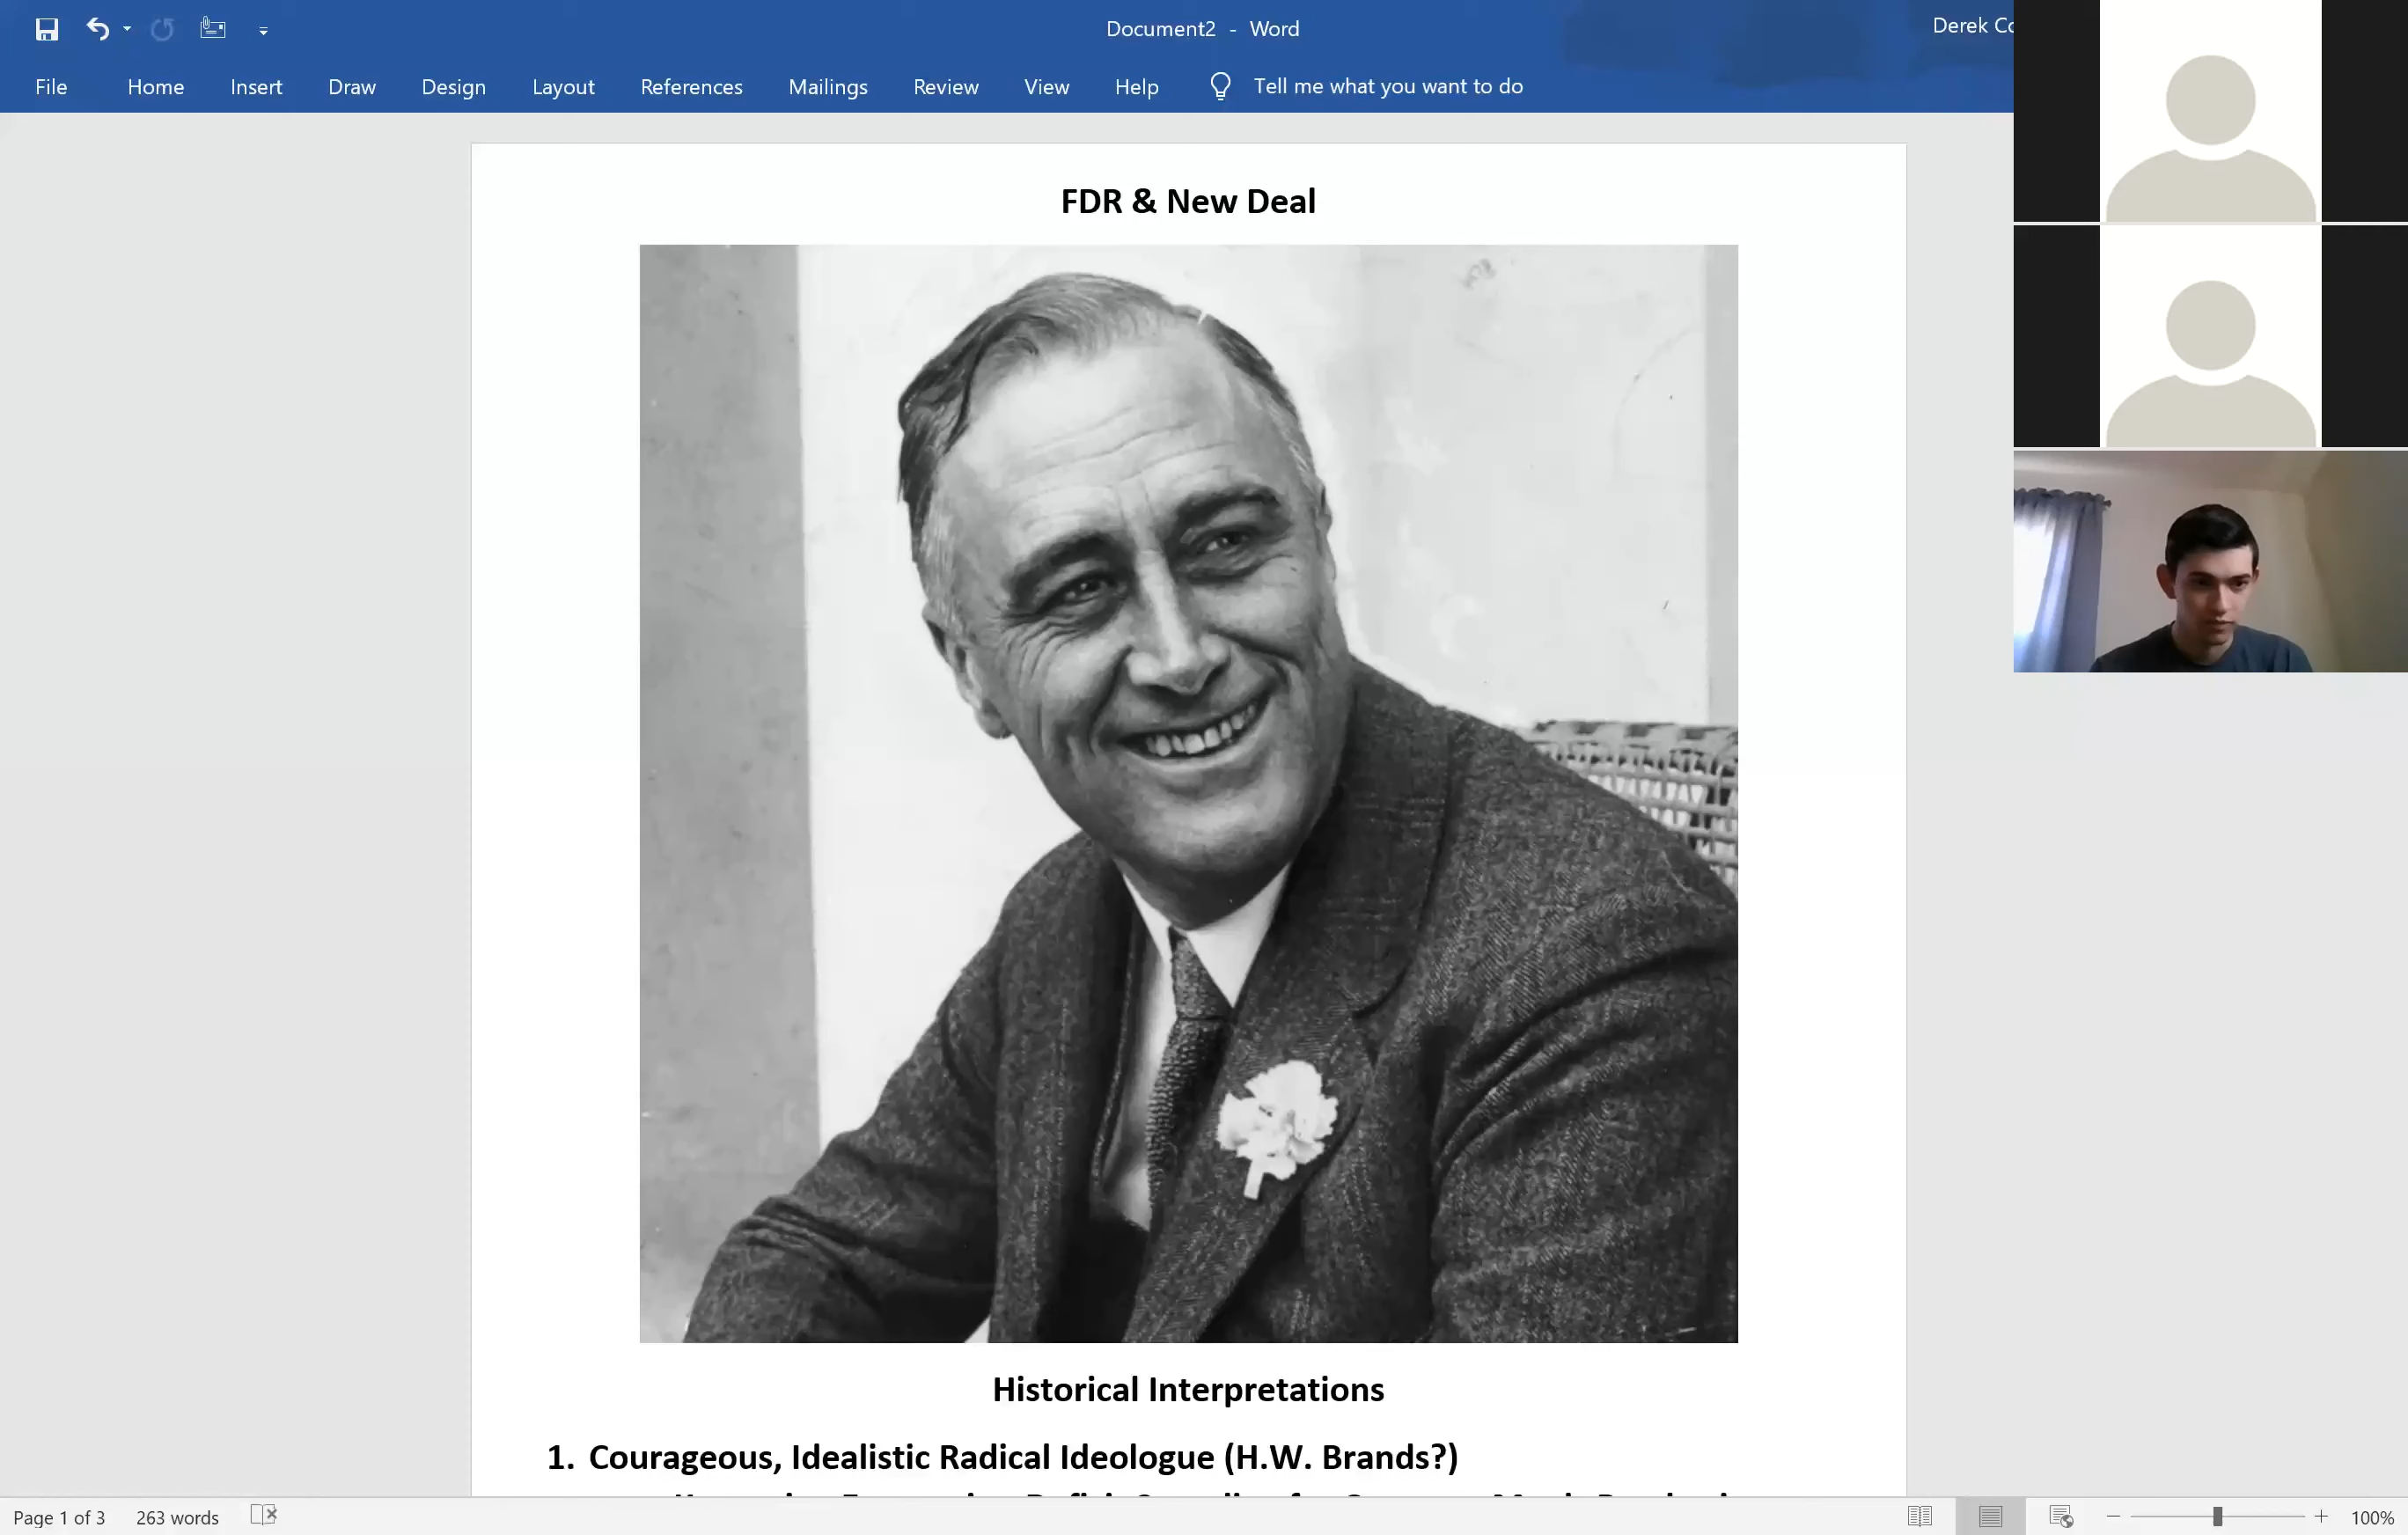 Document2 - Word
Derek
File Home Insert Draw Design Layout References Mailings Review View Help Tell me what you want to do
FDR & New Deal
Historical Interpretations
1. Courageous, Idealistic Radical Ideologue (H.W. Brands?)
Page 1 of 3 263 words 100%